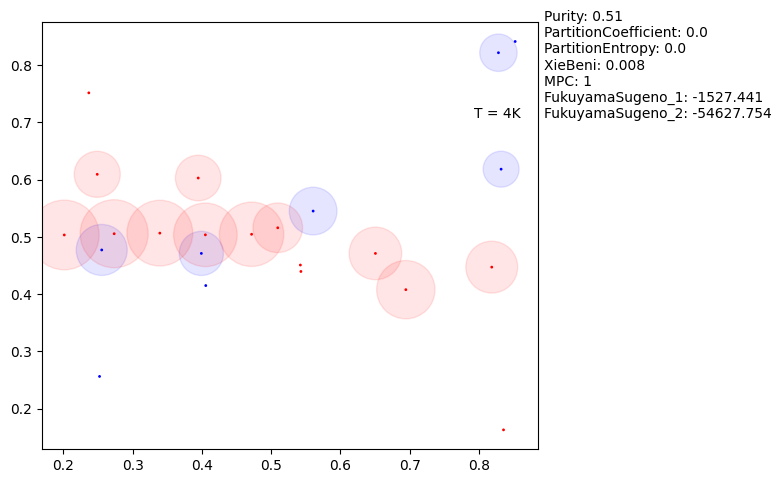 Purity: 0.51
PartitionCoefficient: 0.0
PartitionEntropy: 0.0
XieBeni: 0.008
MPC: 1
FukuyamaSugeno_1: -1527.441
FukuyamaSugeno_2: -54627.754
T = 4K
0.8
0.7
0.6
0.5
0.4
0.3
0.2
0.2 0.3 0.4 0.5 0.6 0.7 0.8